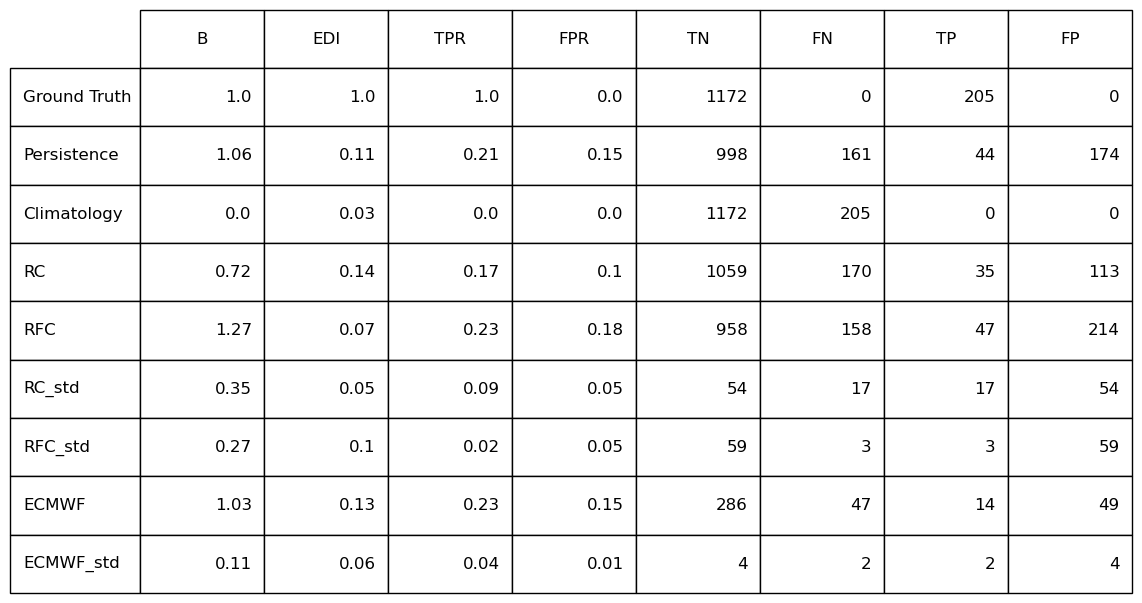 B EDI TPR FPR TN FN TP FP
Ground Truth 1.0 1.0 1.0 0.0 1172 0 205 0
Persistence 1.06 0.11 0.21 0.15 998 161 44 174
Climatology 0.0 0.03 0.0 0.0 1172 205 0 0
RC 0.72 0.14 0.17 0.1 1059 170 35 113
RFC 1.27 0.07 0.23 0.18 958 158 47 214
RC_std 0.35 0.05 0.09 0.05 54 17 17 54
RFC_std 0.27 0.1 0.02 0.05 59 3 3 59
ECMWF 1.03 0.13 0.23 0.15 286 47 14 49
ECMWF_std 0.11 0.06 0.04 0.01 4 2 2 4